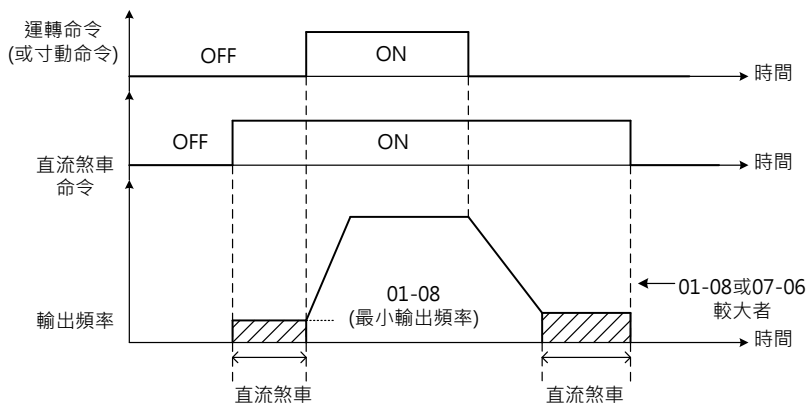 運轉命令
(或寸動命令)
OFF
ON
時間
直流煞車
命令
OFF
ON
時間
輸出頻率
01-08
(最小輸出頻率)
01-08或07-06
較大者
時間
直流煞車
直流煞車